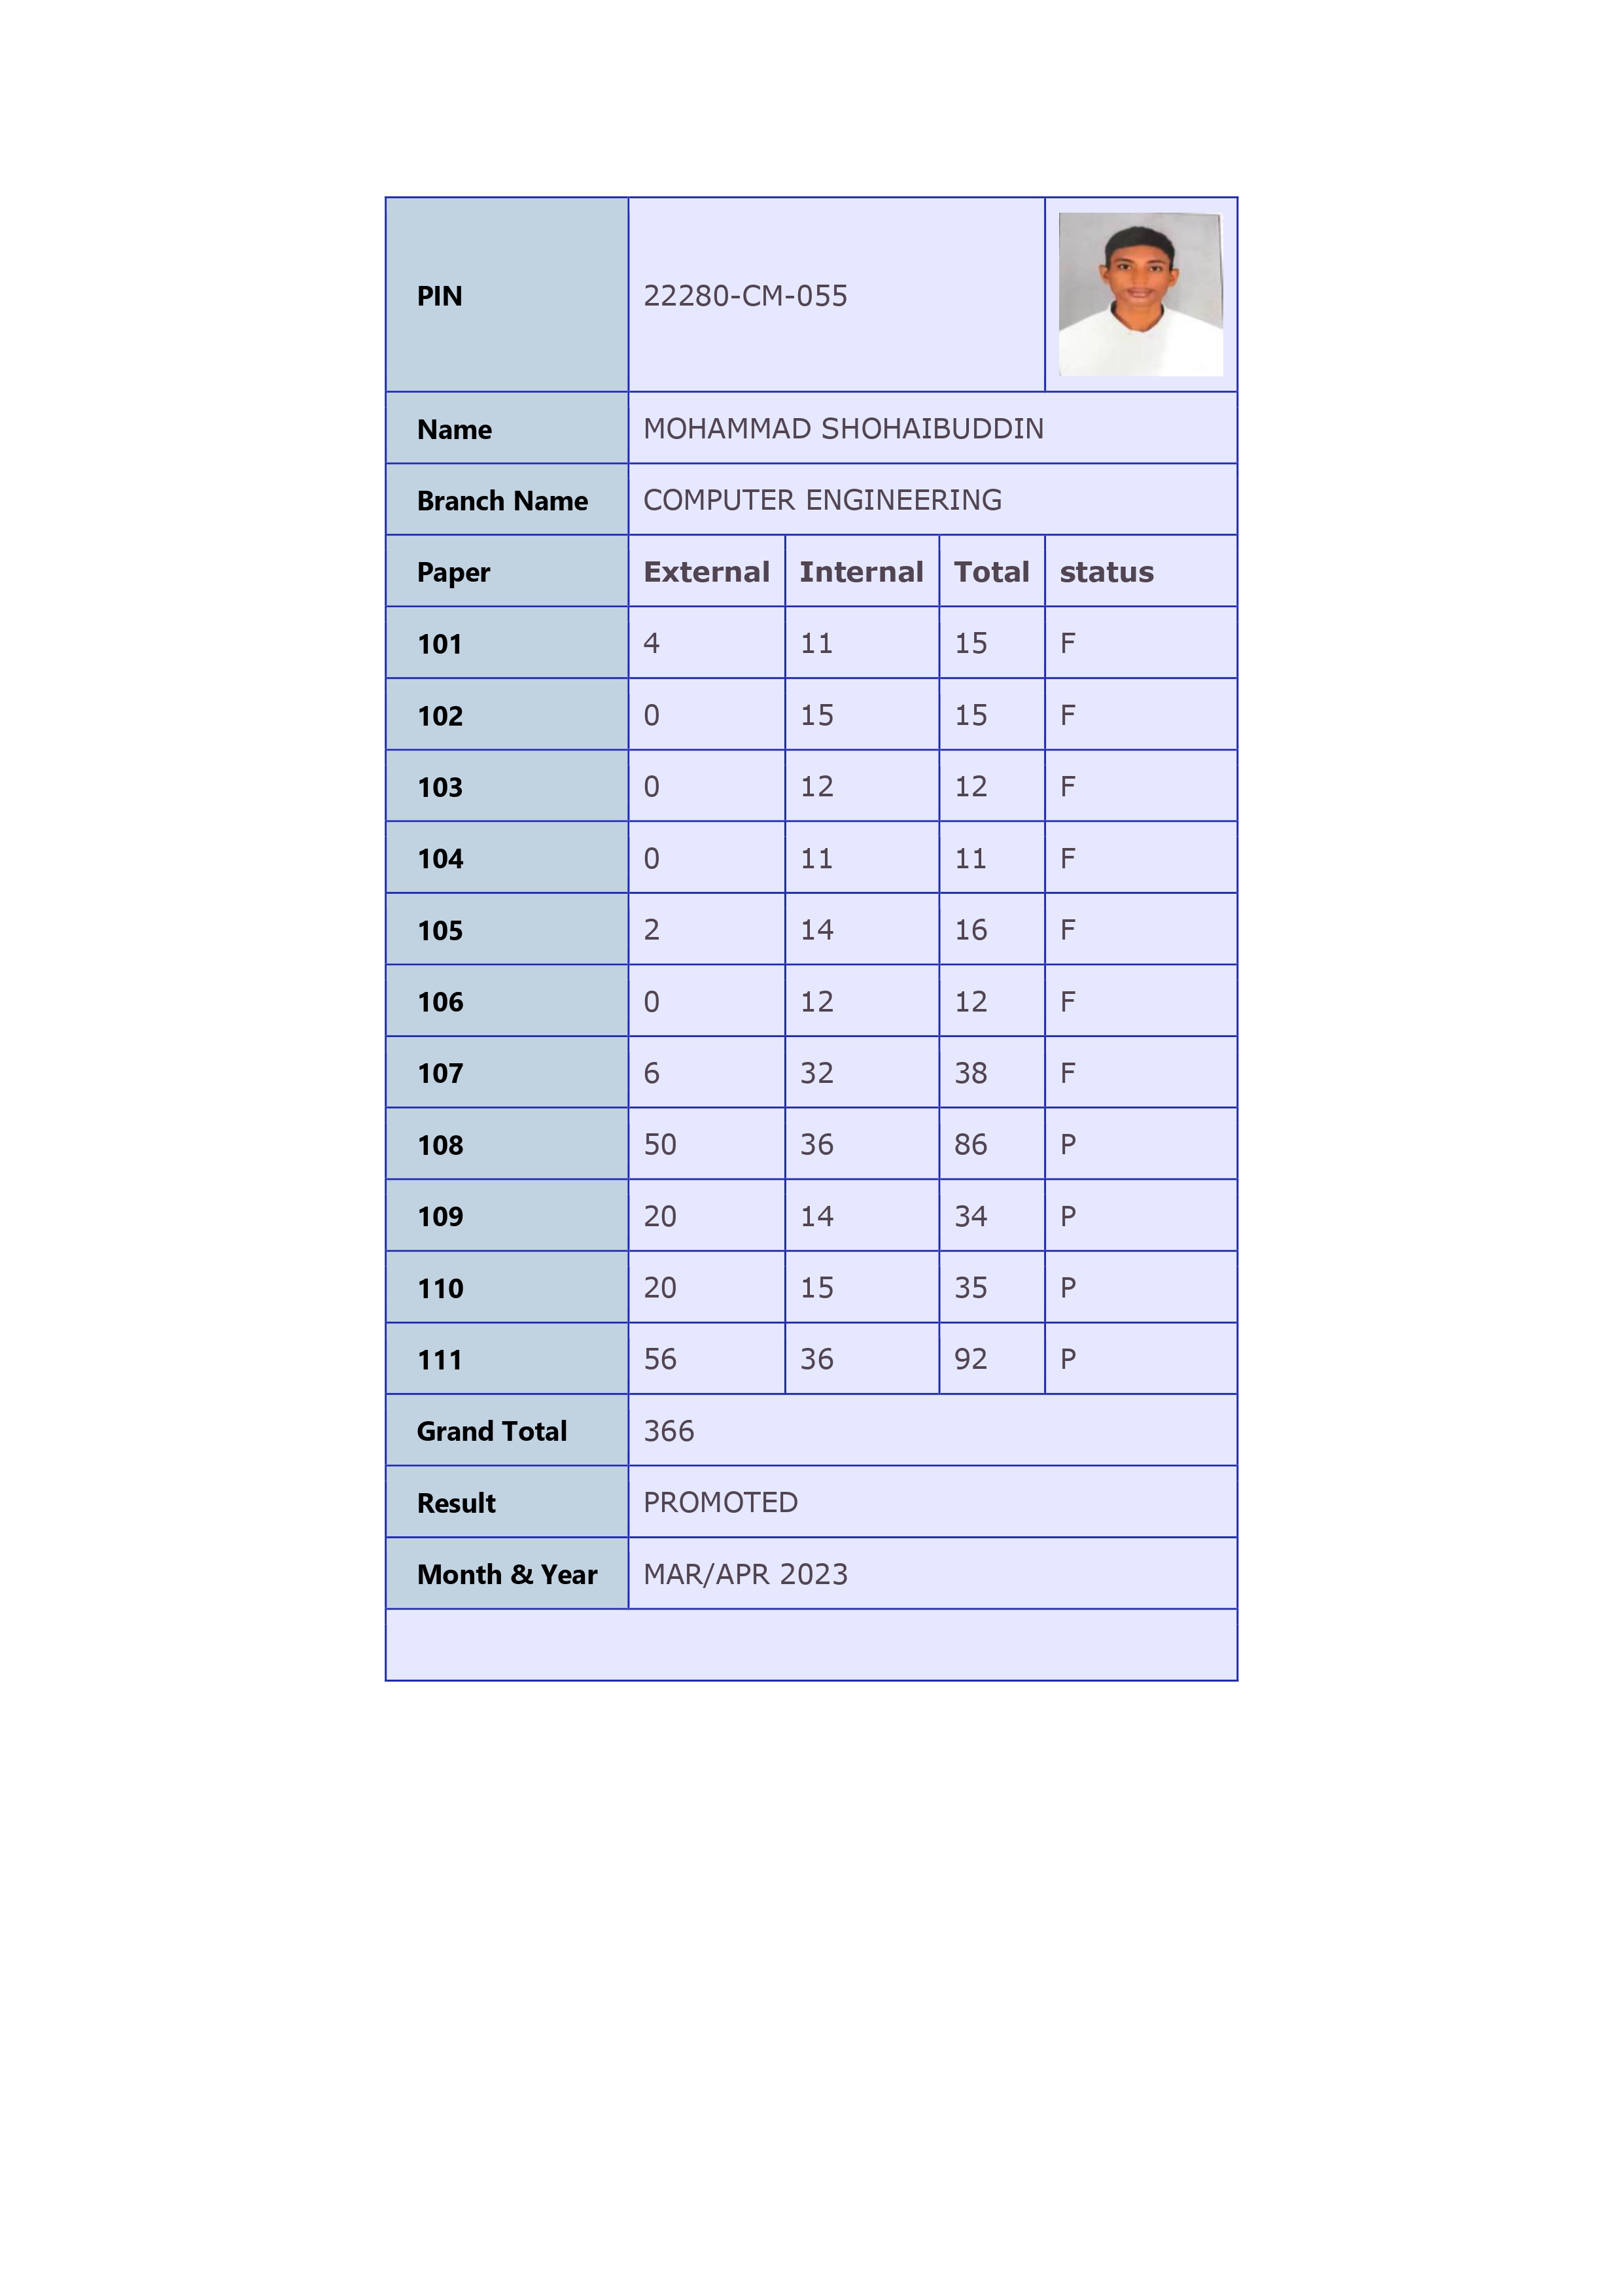 PIN 22280-CM-055
Name MOHAMMAD SHOHAIBUDDIN
Branch Name COMPUTER ENGINEERING
Paper External Internal Total status
101 4 11 15 F
102 0 15 15 F
103 0 12 12 F
104 0 11 11 F
105 2 14 16 F
106 0 12 12 F
107 6 32 38 F
108 50 36 86 P
109 20 14 34 P
110 20 15 35 P
111 56 36 92 P
Grand Total 366
Result PROMOTED
Month & Year MAR/APR 2023